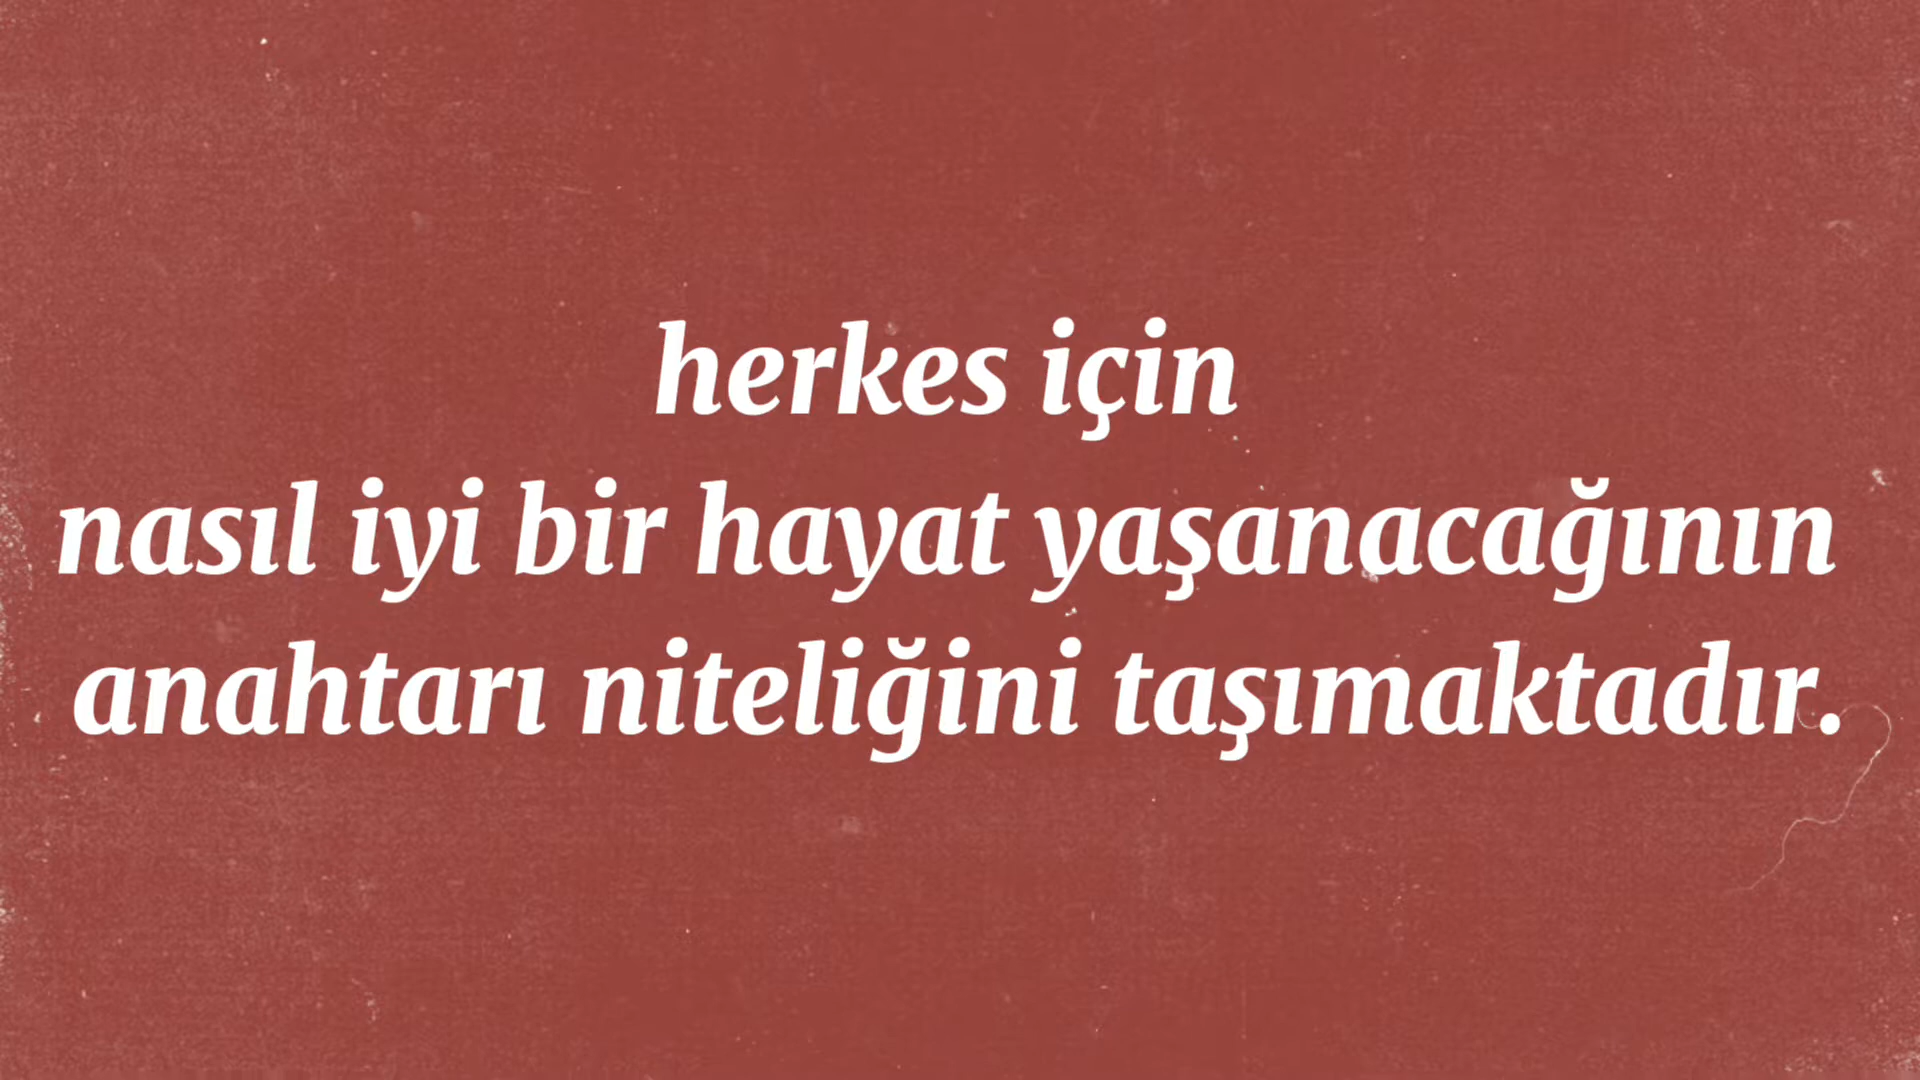 herkes için
nasıl iyi bir hayat yaşanacağının
anahtarı niteliğini taşımaktadır.